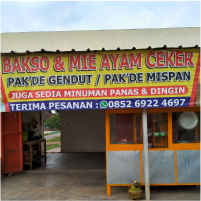 BAKSO & MIE AYAM CEKER
PAK'DE GENDUT / PAK'DE MISPAN
JUGA SEDIA MINUMAN PANAS & DINGIN
TERIMA PESANAN : 0852 6922 4697